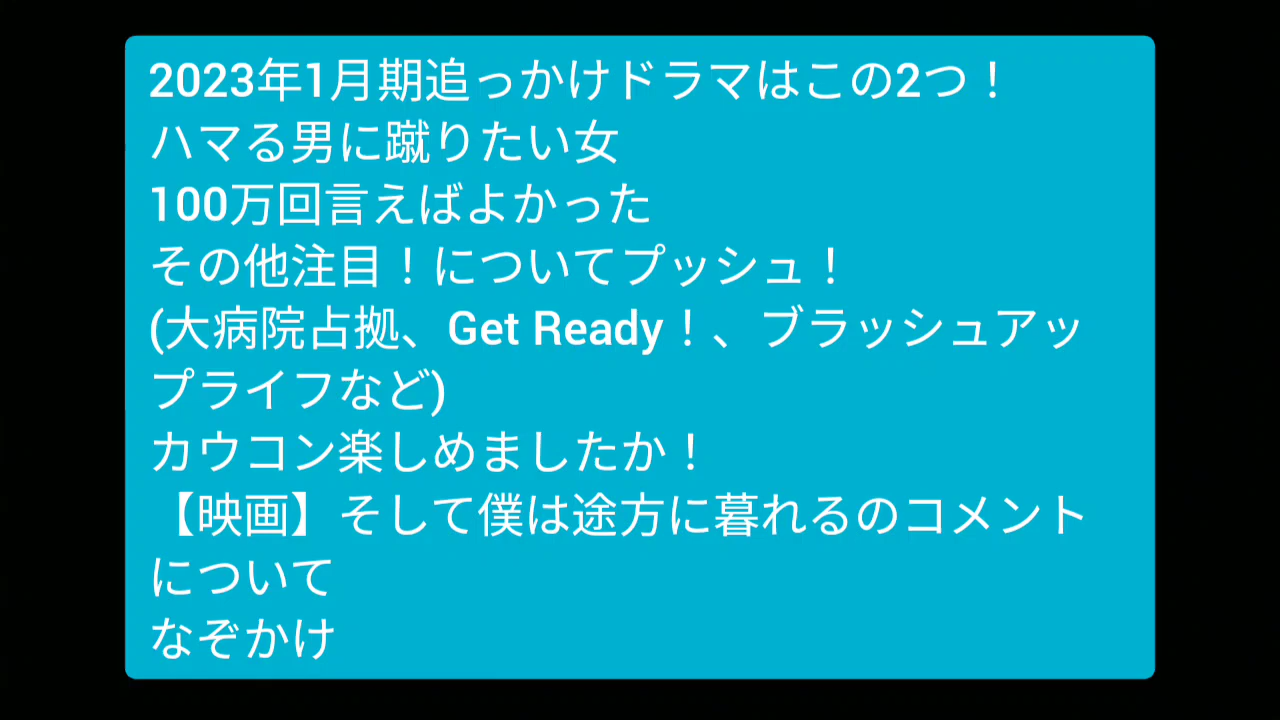 2023年1月期追っかけドラマはこの2つ！
ハマる男に蹴りたい女
100万回言えばよかった
その他注目！についてプッシュ！
(大病院占拠、Get Ready！、ブラッシュアッ
プライフなど)
カウコン楽しめましたか！
【映画】そして僕は途方に暮れるのコメント
について
なぞかけ